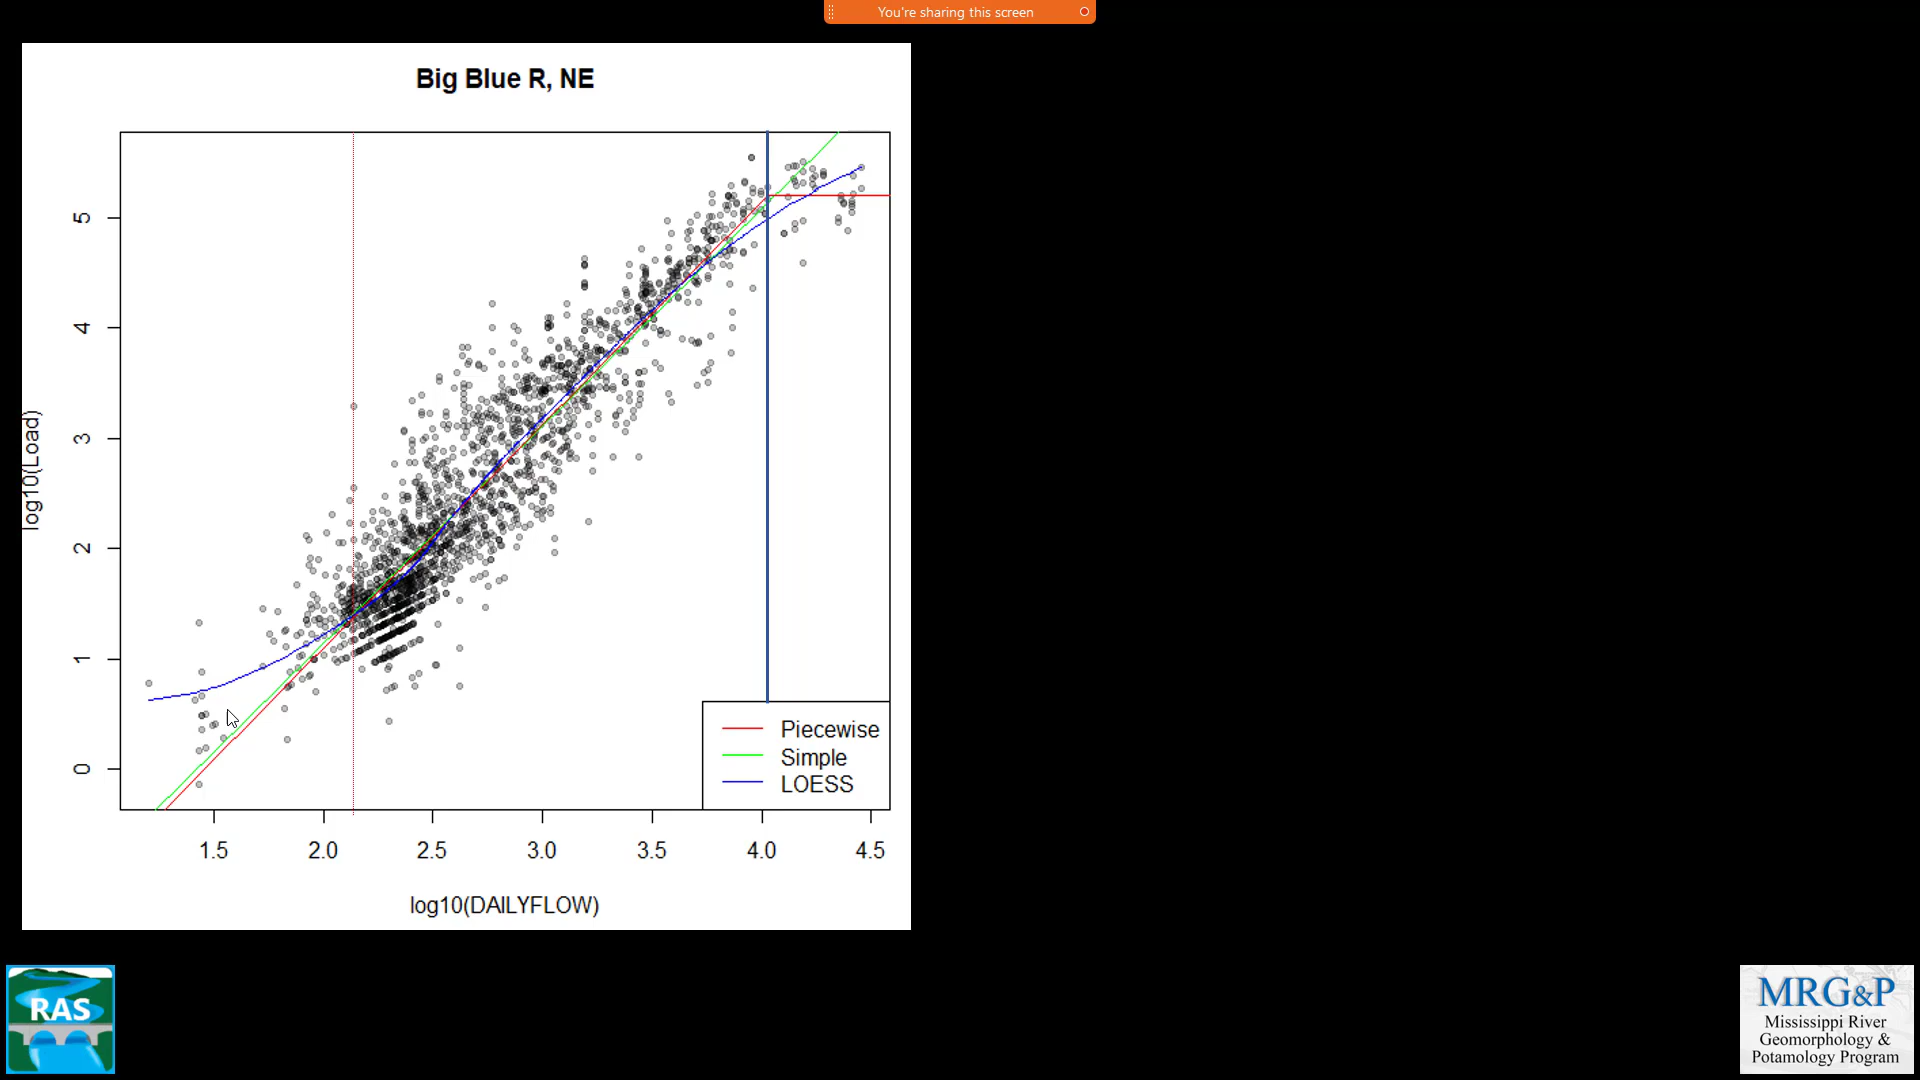 You're sharing this screen
Big Blue R, NE
log10(Load)
5
4
3
2
1
0
Piecewise
Simple
LOESS
1.5 2.0 2.5 3.0 3.5 4.0 4.5
log10(DAILYFLOW)
RAS
MRG&P
Mississippi River
Geomorphology &
Potamology Program